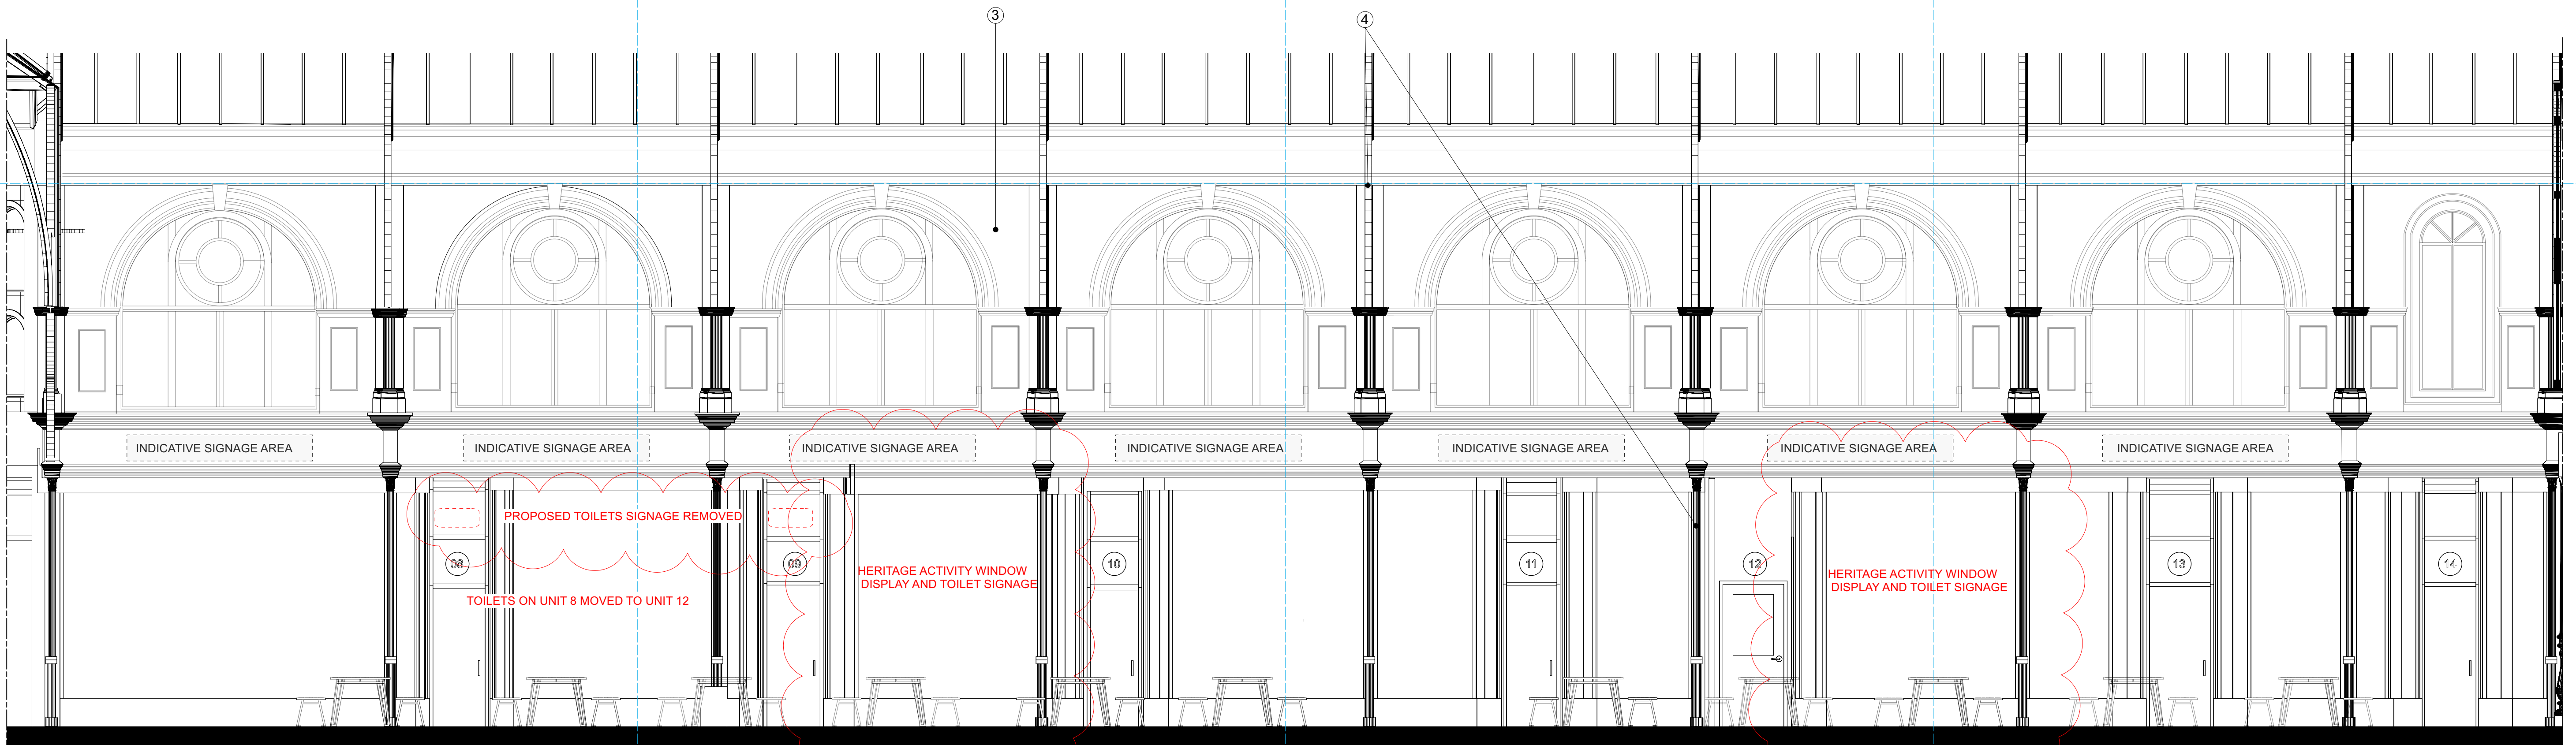 3
4
INDICATIVE SIGNAGE AREA
INDICATIVE SIGNAGE AREA
INDICATIVE SIGNAGE AREA
INDICATIVE SIGNAGE AREA
INDICATIVE SIGNAGE AREA
INDICATIVE SIGNAGE AREA
INDICATIVE SIGNAGE AREA
PROPOSED TOILETS SIGNAGE REMOVED
08
09
10
11
12
13
14
HERITAGE ACTIVITY WINDOW
DISPLAY AND TOILET SIGNAGE
HERITAGE ACTIVITY WINDOW
DISPLAY AND TOILET SIGNAGE
TOILETS ON UNIT 8 MOVED TO UNIT 12